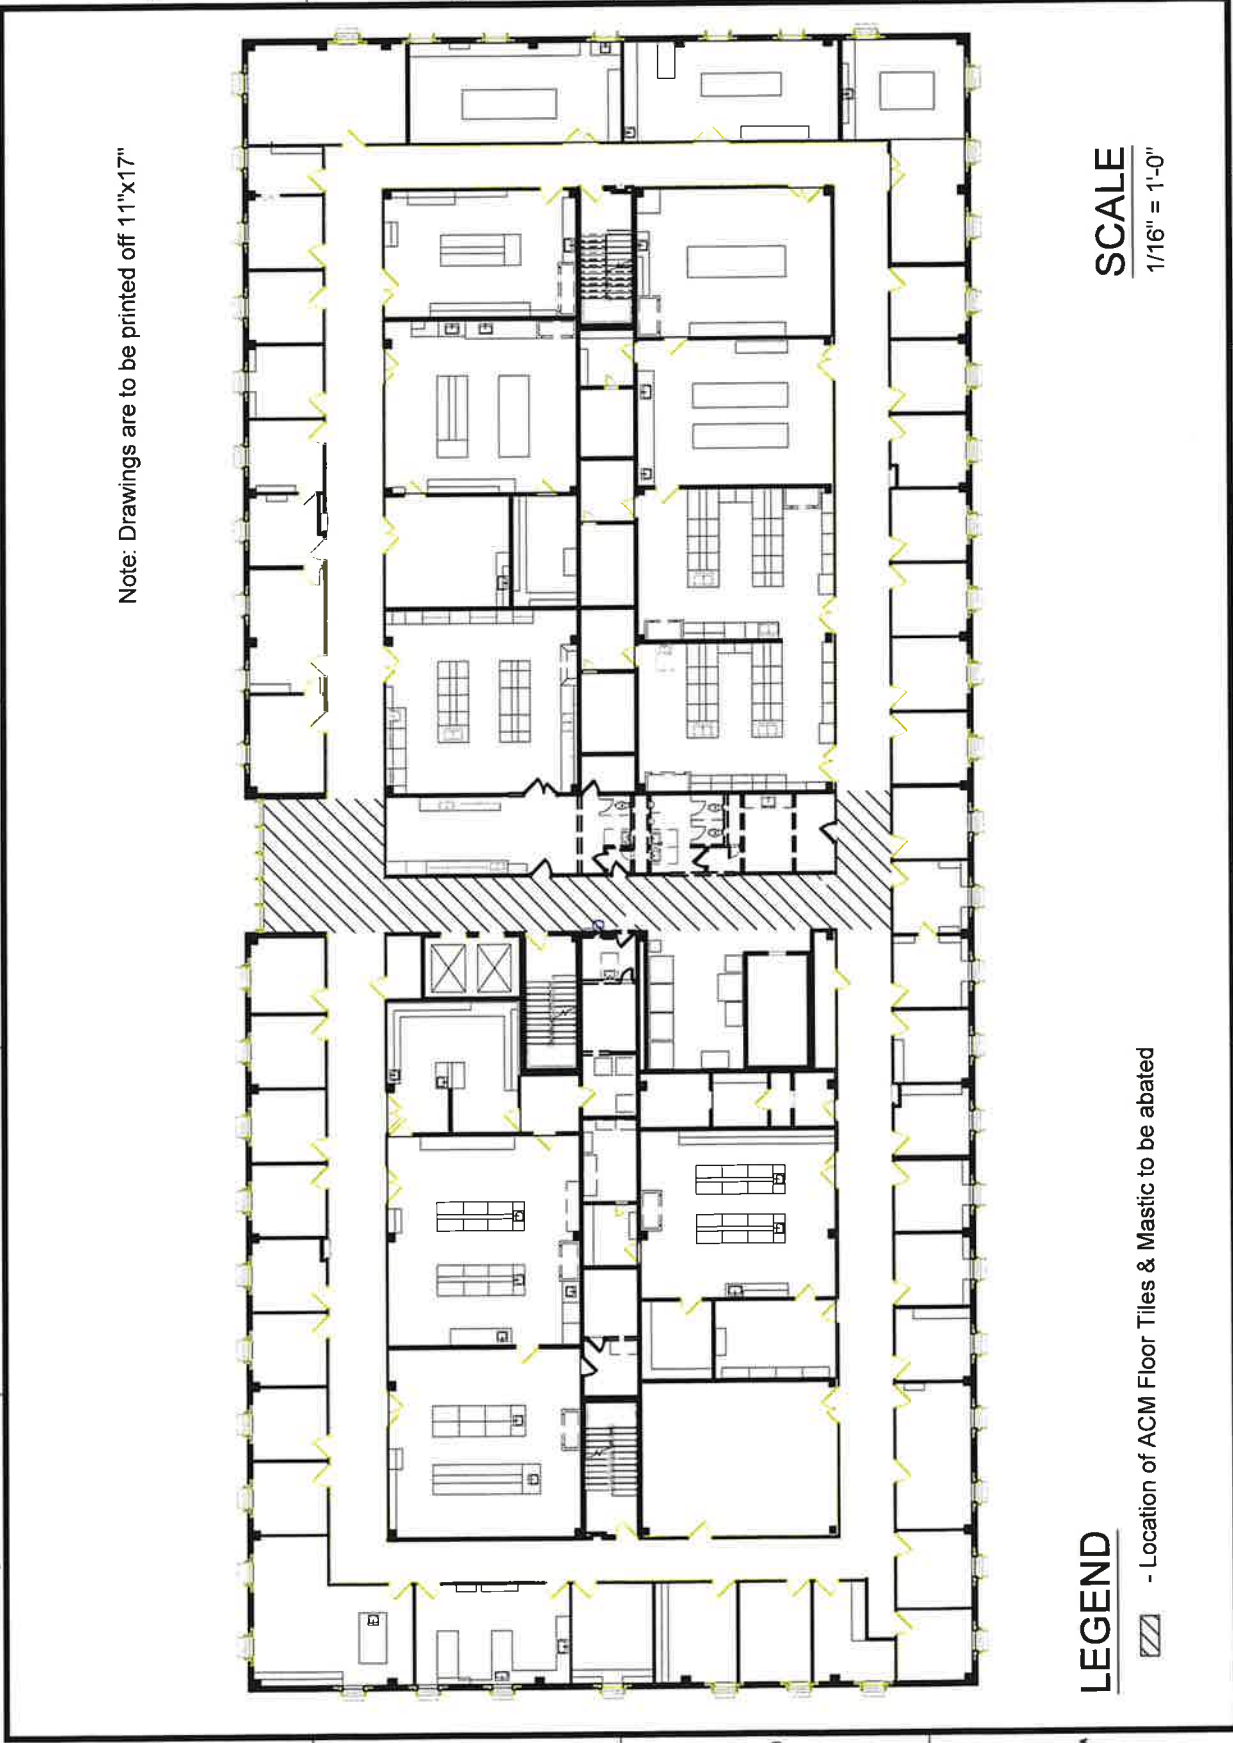 Note: Drawings are to be printed off 11"x17"
LEGEND
- Location of ACM Floor Tiles & Mastic to be abated
SCALE
1/16" = 1'-0"